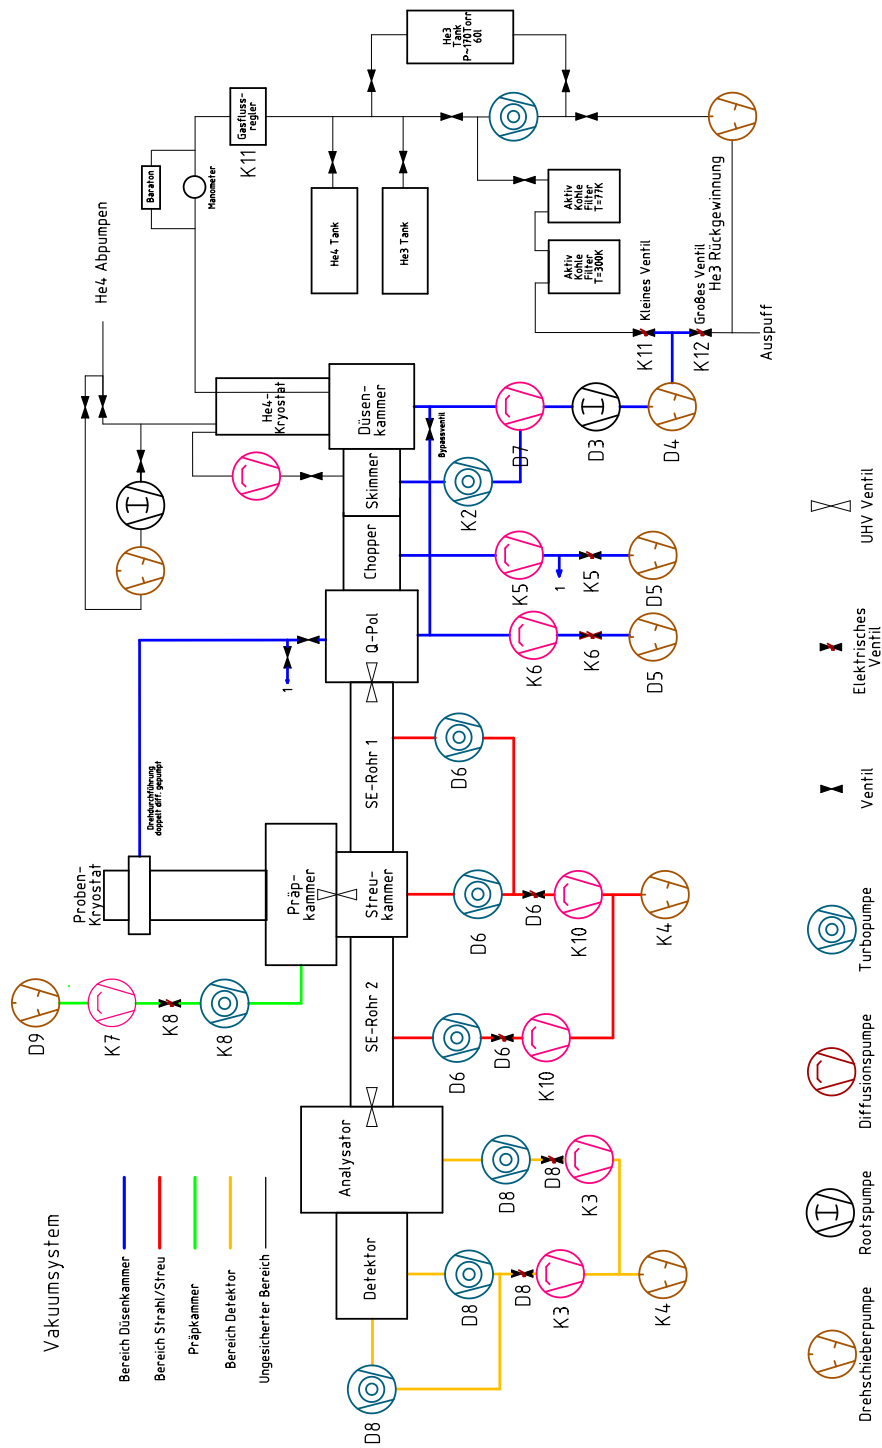 Vakuumsystem
Bereich Düsenkammer
Bereich Strahl/Streu
Präpkammer
Bereich Detektor
Ungesicherter Bereich
D9
K7
K8
K8
Proben-
Kryostat
Drehdurchführung
doppelt diff. gepumpt
1
He4 Abpumpen
Baraton
Manometer
Gasfluss-
regler
K11
He4 Tank
He3 Tank
He3
Tank
P~170Torr
60l
Aktiv
Kohle
Filter
T=77K
Aktiv
Kohle
Filter
T=300K
Kleines Ventil
K11
Großes Ventil
K12
He3 Rückgewinnung
Auspuff
Detektor
Analysator
SE-Rohr 2
Präp-
kammer
Streu-
kammer
SE-Rohr 1
Q-Pol
Chopper
Skimmer
He4-
Kryostat
Düsen-
kammer
Bypassventil
D8
D8
D8
K3
K4
D8
D8
K3
D6
D6
K10
D6
D6
K10
K4
D6
K6
K6
D5
K5
1
K5
D5
K2
D7
D3
D4
Drehschieberpumpe
Rootspumpe
Diffusionspumpe
Turbopumpe
Ventil
Elektrisches
Ventil
UHV Ventil